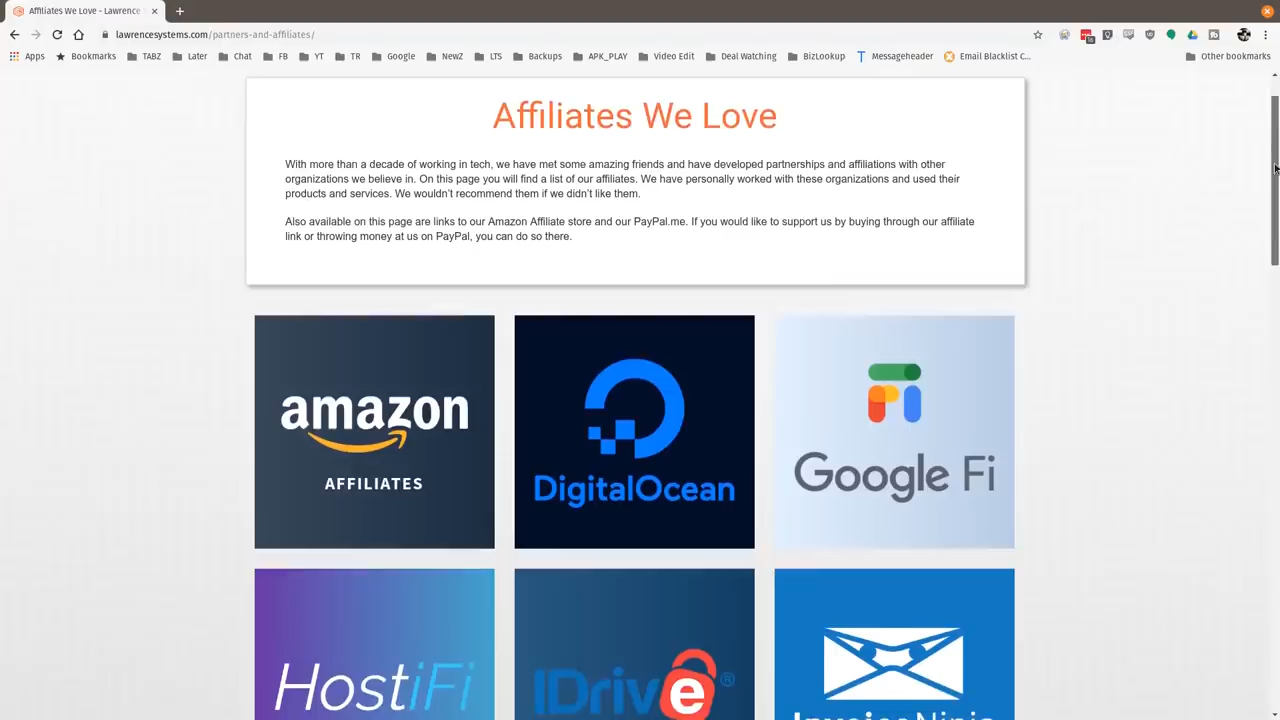 Affiliates We Love - Lawrence
lawrencesystems.com/partners-and-affiliates/
Apps Bookmarks TABZ Later Chat FB YT TR Google NewZ LTS Backups APK_PLAY Video Edit Deal Watching BizLookup Messageheader Email Blacklist C... Other bookmarks
Affiliates We Love
With more than a decade of working in tech, we have met some amazing friends and have developed partnerships and affiliations with other
organizations we believe in. On this page you will find a list of our affiliates. We have personally worked with these organizations and used their
products and services. We wouldn't recommend them if we didn't like them.
Also available on this page are links to our Amazon Affiliate store and our PayPal.me. If you would like to support us by buying through our affiliate
link or throwing money at us on PayPal, you can do so there.
amazon
AFFILIATES
DigitalOcean
Fi
Google Fi
HostiFi
IDrive®
Invoice Ninja